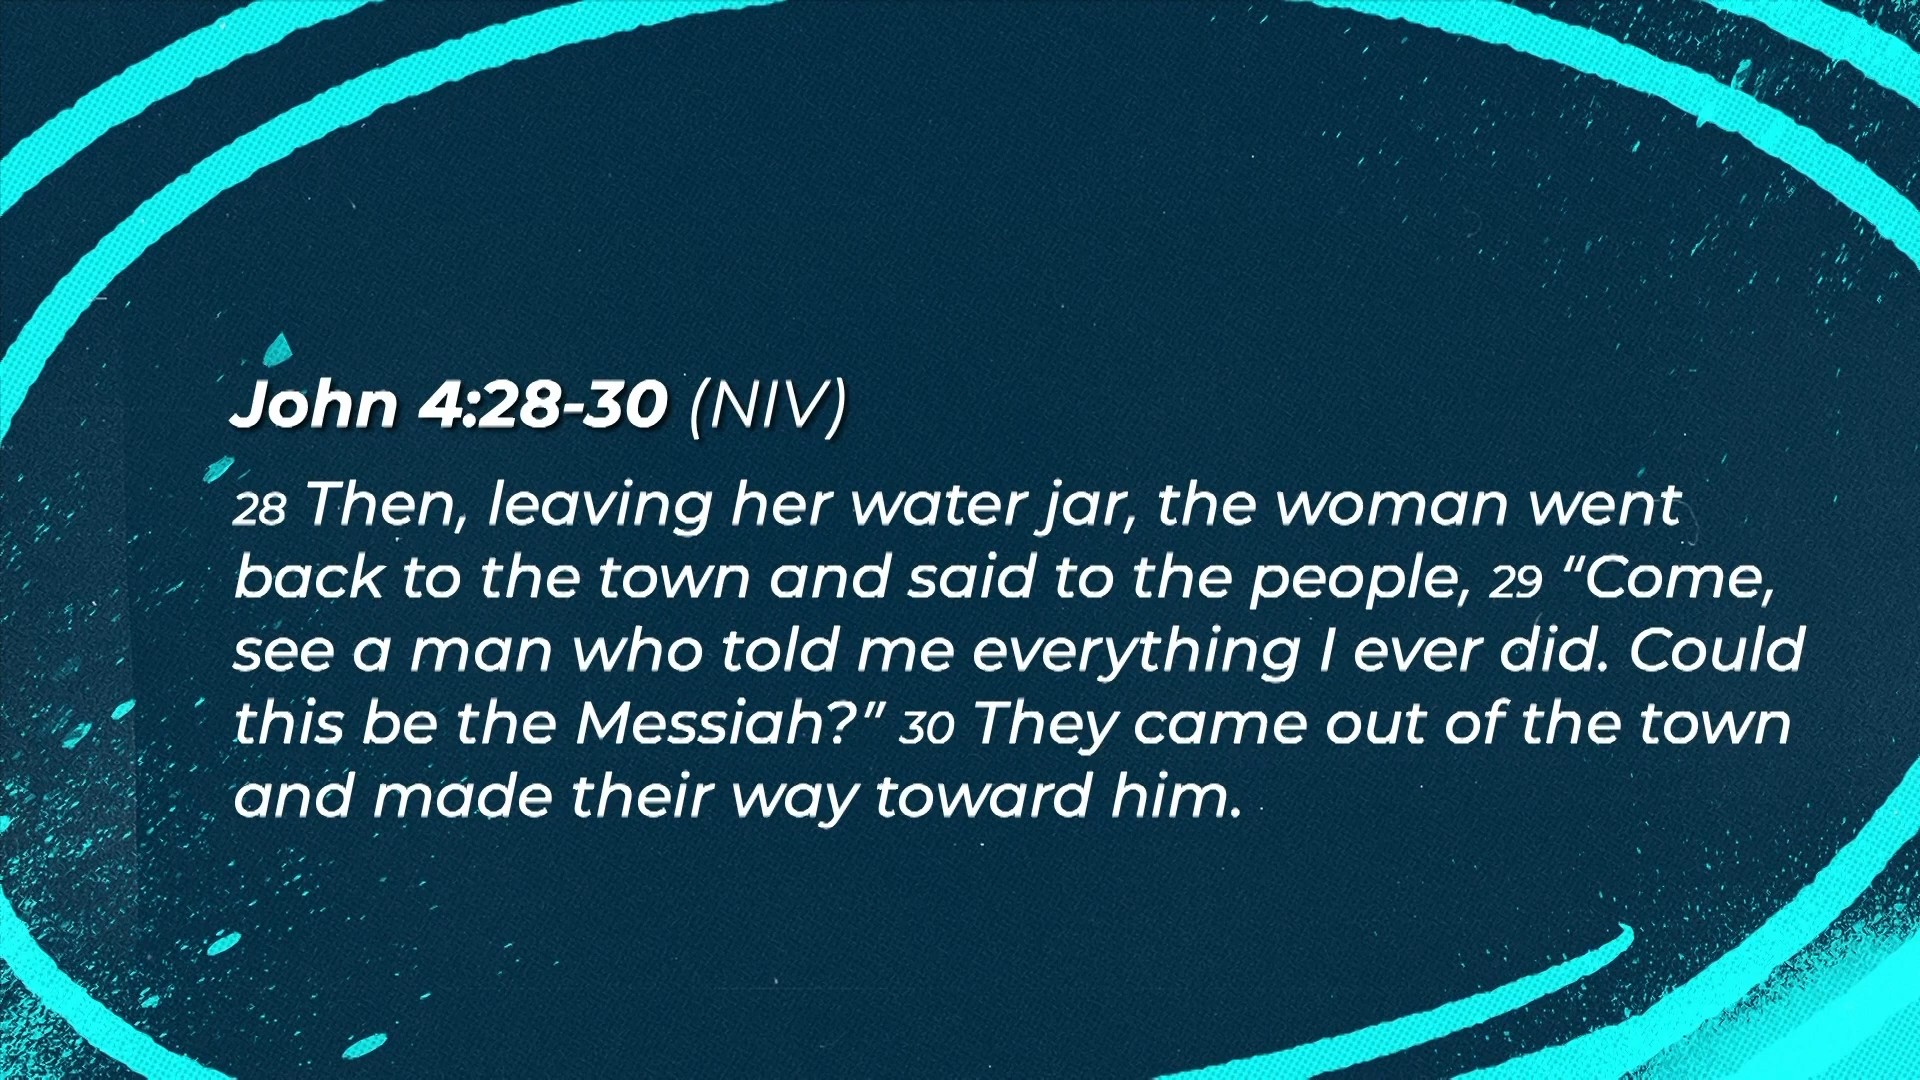 John 4:28-30 (NIV)
28 Then, leaving her water jar, the woman went
back to the town and said to the people, 29 “Come,
see a man who told me everything I ever did. Could
this be the Messiah?” 30 They came out of the town
and made their way toward him.